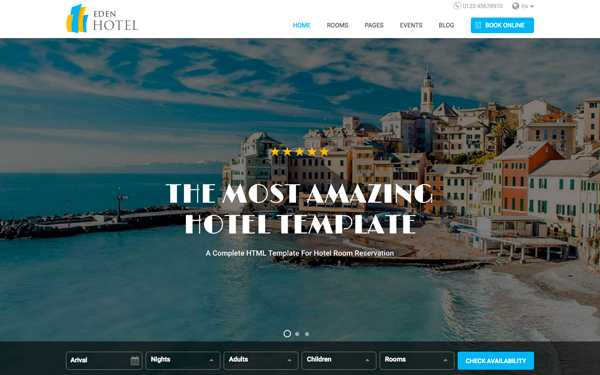 0123 45678910
EN
EDEN
HOTEL
HOME
ROOMS
PAGES
EVENTS
BLOG
BOOK ONLINE
THE MOST AMAZING
HOTEL TEMPLATE
A Complete HTML Template For Hotel Room Reservation
Arival
Nights
Adults
Children
Rooms
CHECK AVAILABILITY